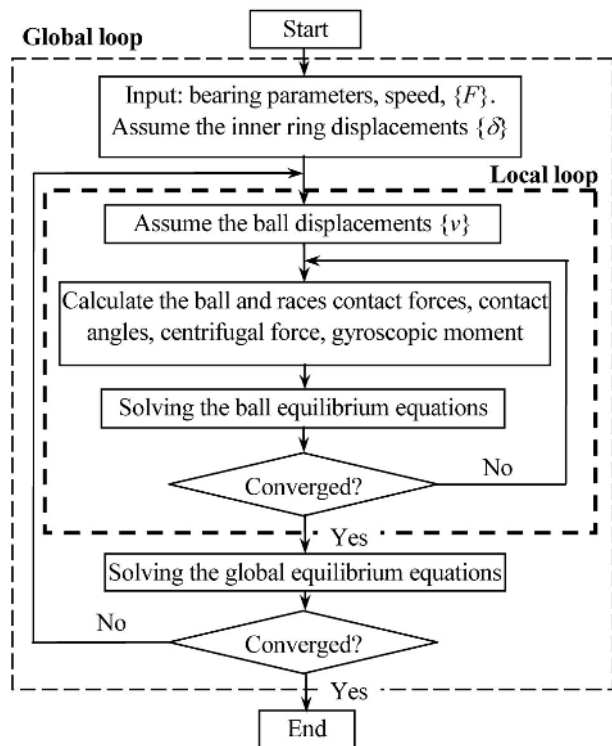 Start
Global loop
Input: bearing parameters, speed, {F}.
Assume the inner ring displacements {δ}
Local loop
Assume the ball displacements {v}
Calculate the ball and races contact forces, contact
angles, centrifugal force, gyroscopic moment
Solving the ball equilibrium equations
No
Converged?
Yes
Solving the global equilibrium equations
No
Converged?
Yes
End